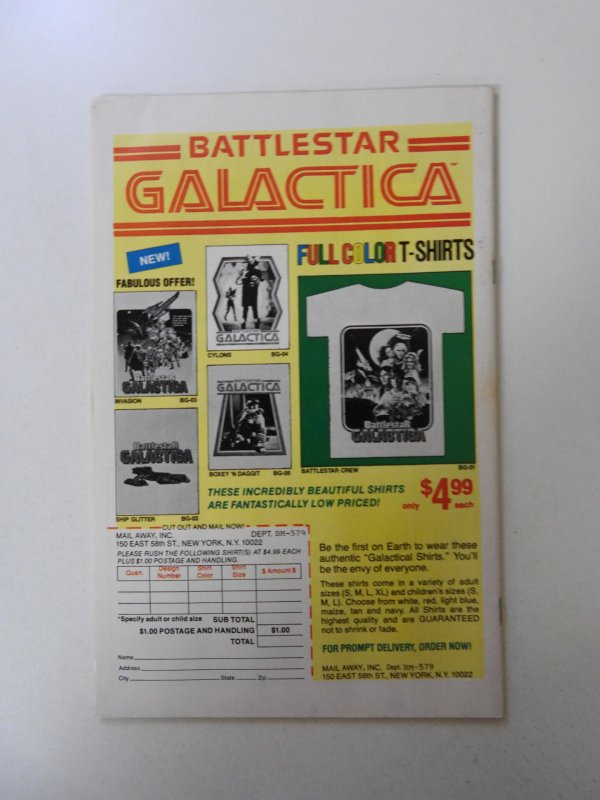 BATTLESTAR
GALACTICA
NEW!
FABULOUS OFFER!
FULL COLOR T-SHIRTS
GALACTICA
CYLONS BG-04
BattlestaR
GALACTICA
INVASION BG-03
GALACTICA
BOXEY 'N DAGGIT BG-05
BattlestaR
GALACTICA
SHIP GLITTER BG-02
BattlestaR
GALACTICA
BATTLESTAR CREW BG-01
THESE INCREDIBLY BEAUTIFUL SHIRTS
ARE FANTASTICALLY LOW PRICED!
only $4.99 each
CUT OUT AND MAIL NOW!
MAIL AWAY, INC. DEPT. BM-579
150 EAST 58th ST., NEW YORK, N.Y. 10022
PLEASE RUSH THE FOLLOWING SHIRT(S) AT $4.99 EACH
PLUS $1.00 POSTAGE AND HANDLING.
Quan. Design Number Shirt Color Shirt Size $ Amount $
*Specify adult or child size SUB TOTAL
$1.00 POSTAGE AND HANDLING $1.00
TOTAL
Name
Address
City State Zip
Be the first on Earth to wear these
authentic "Galactical Shirts." You'll
be the envy of everyone.
These shirts come in a variety of adult
sizes (S, M, L, XL) and children's sizes (S,
M, L). Choose from white, red, light blue,
maize, tan and navy. All Shirts are the
highest quality and are GUARANTEED
not to shrink or fade.
FOR PROMPT DELIVERY, ORDER NOW!
MAIL AWAY, INC. Dept. BM-579
150 EAST 58th ST., NEW YORK, N.Y. 10022